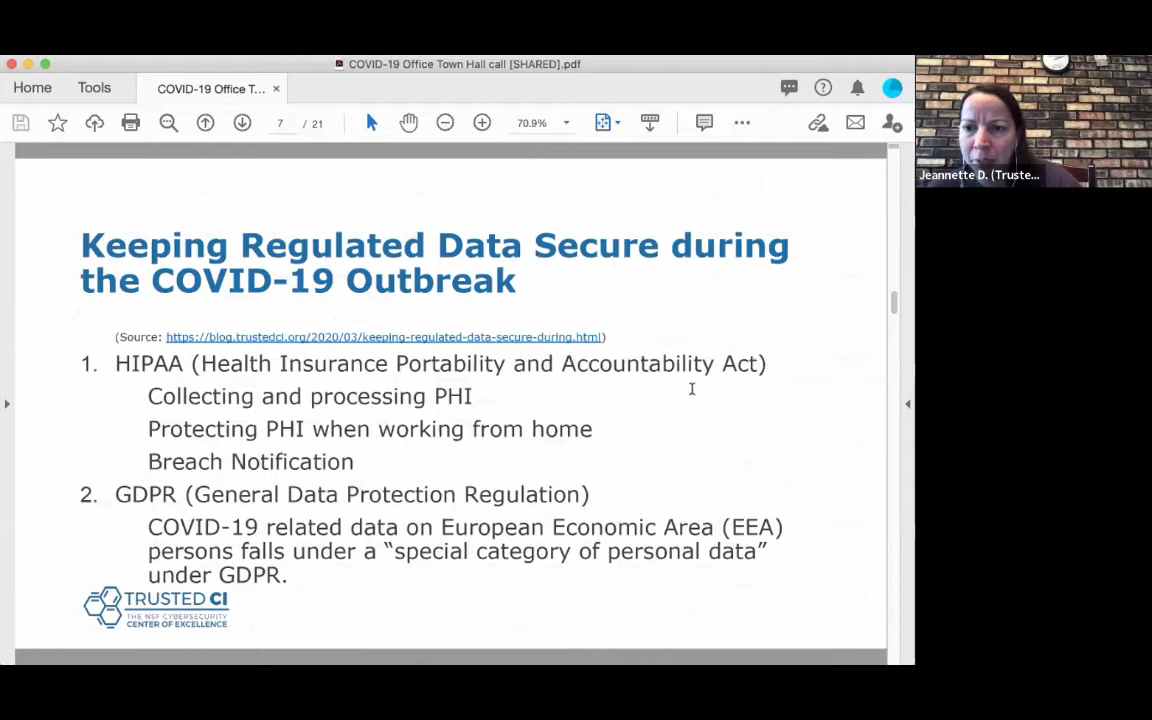 COVID-19 Office Town Hall call [SHARED].pdf
Home
Tools
COVID-19 Office T...
7 / 21
70.9%
Keeping Regulated Data Secure during
the COVID-19 Outbreak
(Source: https://blog.trustedci.org/2020/03/keeping-regulated-data-secure-during.html)
1. HIPAA (Health Insurance Portability and Accountability Act)
Collecting and processing PHI
Protecting PHI when working from home
Breach Notification
2. GDPR (General Data Protection Regulation)
COVID-19 related data on European Economic Area (EEA)
persons falls under a “special category of personal data”
under GDPR.
TRUSTED CI
THE NSF CYBERSECURITY
CENTER OF EXCELLENCE
Jeannette D. (Truste...